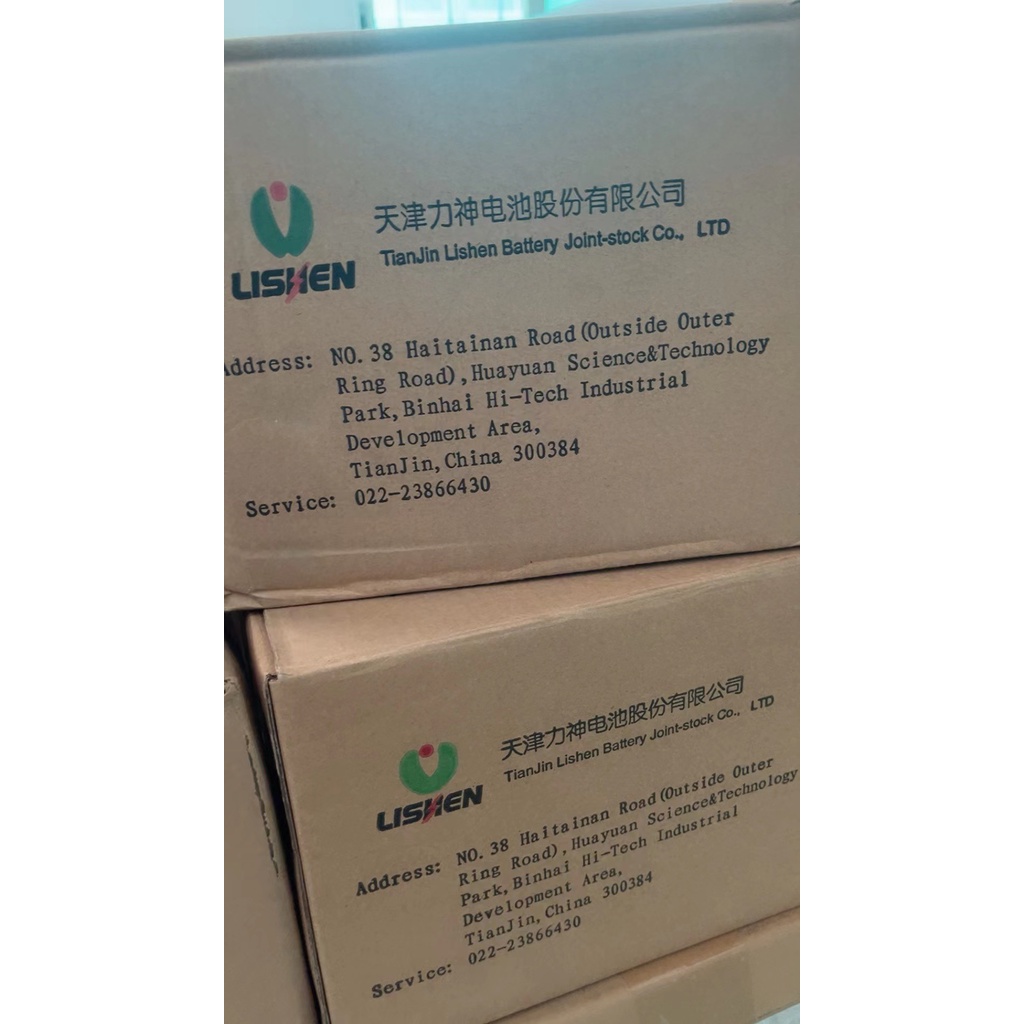 天津力神电池股份有限公司
TianJin Lishen Battery Joint-stock Co., LTD
LISHEN
Address: NO.38 Haitainan Road(Outside Outer
Ring Road),Huayuan Science&Technology
Park,Binhai Hi-Tech Industrial
Development Area,
TianJin,China 300384
Service: 022-23866430
天津力神电池股份有限公司
TianJin Lishen Battery Joint-stock Co., LTD
LISHEN
Address: NO.38 Haitainan Road(Outside Outer
Ring Road),Huayuan Science&Technology
Park,Binhai Hi-Tech Industrial
Development Area,
TianJin,China 300384
Service: 022-23866430